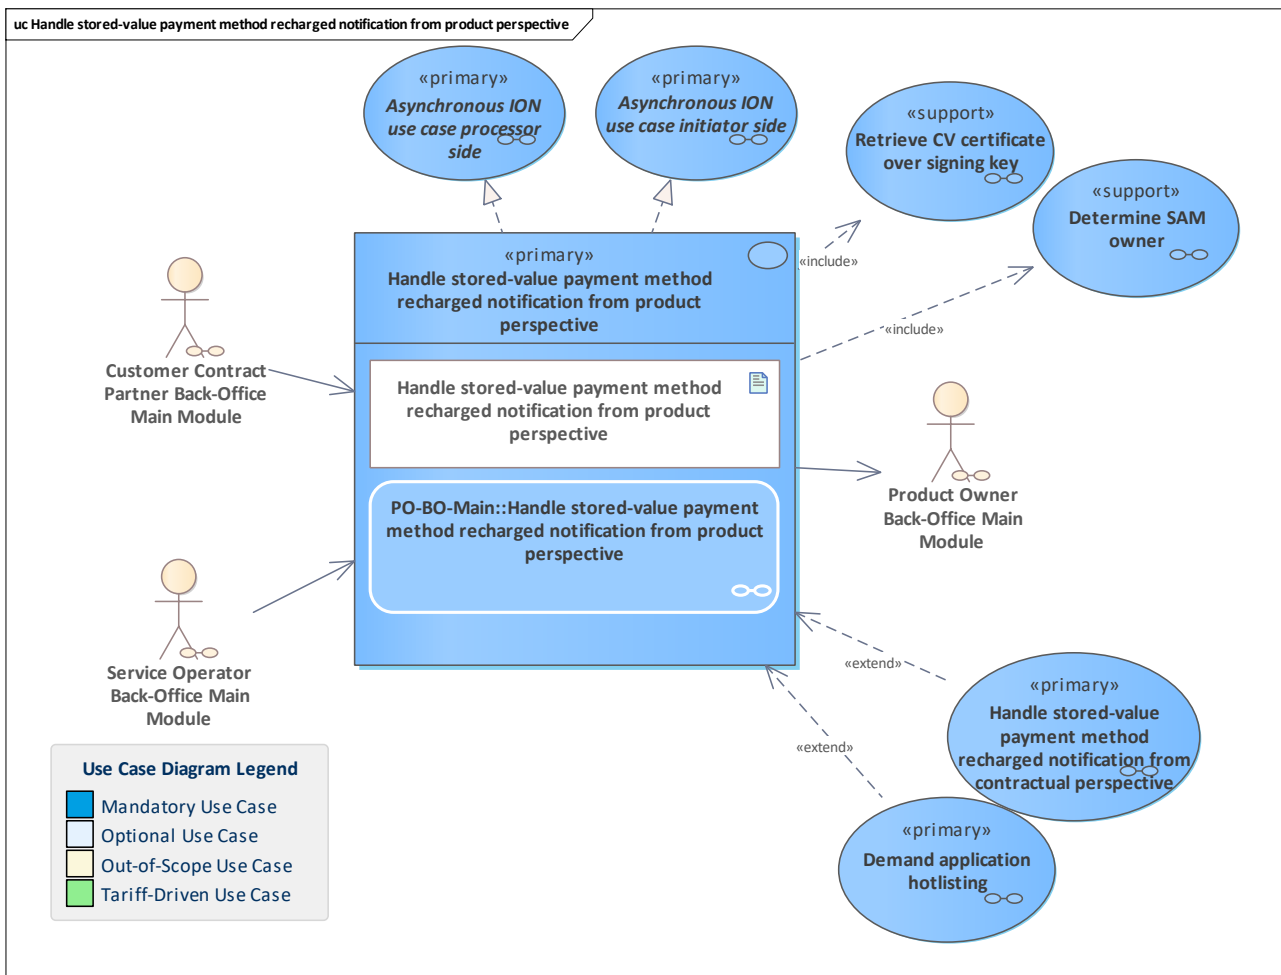 uc Handle stored-value payment method recharged notification from product perspective
«primary»
Asynchronous ION
use case processor
side
«primary»
Asynchronous ION
use case initiator side
«support»
Retrieve CV certificate
over signing key
«support»
Determine SAM
owner
«primary»
Handle stored-value payment method
recharged notification from product
perspective
«include»
«include»
Customer Contract
Partner Back-Office
Main Module
Handle stored-value payment method
recharged notification from product
perspective
Product Owner
Back-Office Main
Module
PO-BO-Main::Handle stored-value payment
method recharged notification from product
perspective
Service Operator
Back-Office Main
Module
«extend»
«extend»
«primary»
Handle stored-value
payment method
recharged notification from
contractual perspective
«primary»
Demand application
hotlisting
Use Case Diagram Legend
Mandatory Use Case
Optional Use Case
Out-of-Scope Use Case
Tariff-Driven Use Case